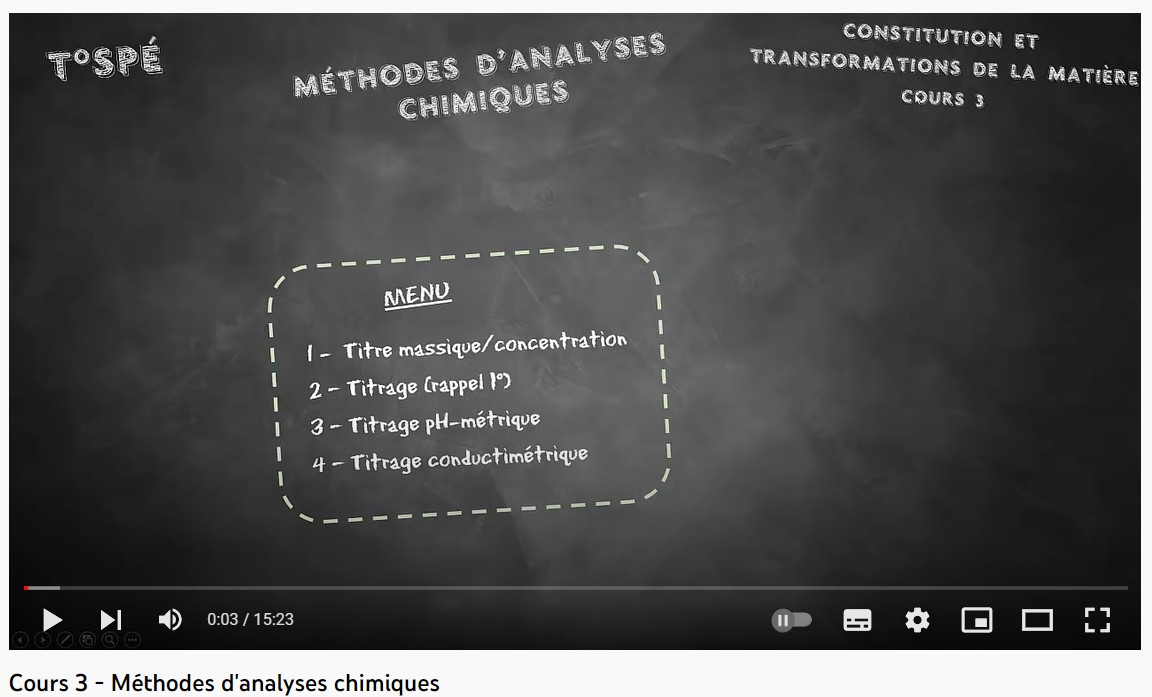 T°SPÉ
MÉTHODES D'ANALYSES
CHIMIQUES
CONSTITUTION ET
TRANSFORMATIONS DE LA MATIÈRE
COURS 3
MENU
1 - Titre massique/concentration
2 - Titrage (rappel 1°)
3 - Titrage pH-métrique
4 - Titrage conductimétrique
0:03 / 15:23
Cours 3 - Méthodes d'analyses chimiques